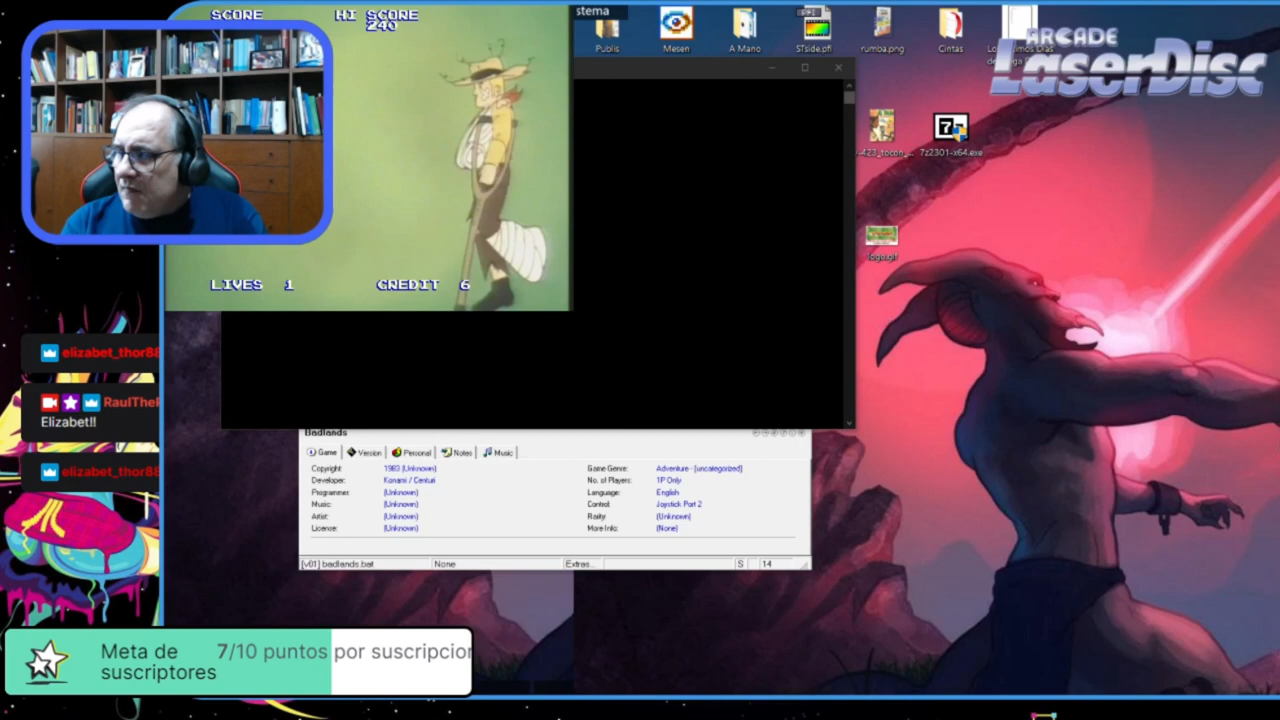 SCORE
HI SCORE
240
LIVES 1
CREDIT 6
stema
Publis
Mesen
A Mano
STside.pfl
rumba.png
Cintas
ARCADE
LaserDisc
7z2301-x64.exe
logo.gif
elizabet_thor88
RaulTheR
Elizabet!!
elizabet_thor88
Badlands
Game
Version
Personal
Notes
Music
Copyright: 1983 (Unknown)
Game Genre: Adventure - [uncategorized]
Developer: Konami / Centuri
No. of Players: 1P Only
Programmer: (Unknown)
Language: English
Music: (Unknown)
Control: Joystick Port 2
Artist: (Unknown)
Rarity: (Unknown)
License: (Unknown)
More Info: (None)
[v01] badlands.bat
None
Extras...
S
14
Meta de suscriptores
7/10 puntos por suscripcion